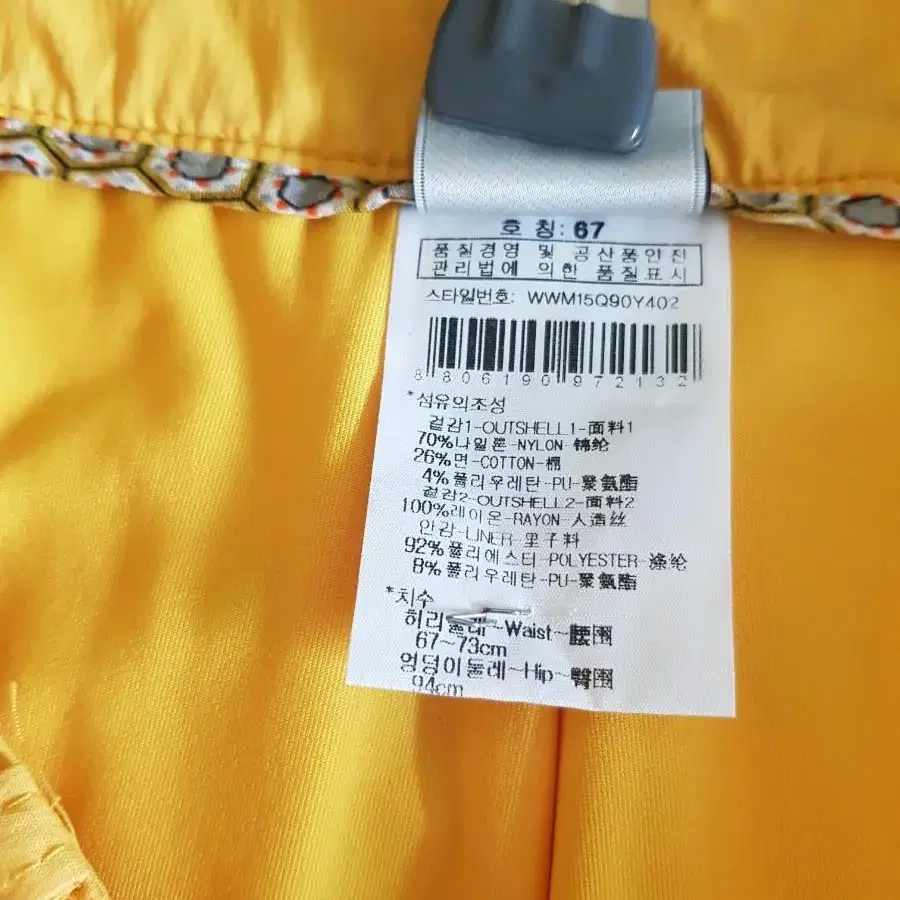 호 칭: 67
품질경영 및 공산품안전
관리법에 의한 품질표시
스타일번호: WWM15Q90Y402
8 806190 972132
*섬유의조성
겉감1-OUTSHELL1-面料1
70%나일론-NYLON-锦纶
26%면-COTTON-棉
4%폴리우레탄-PU-聚氨酯
겉감2-OUTSHELL2-面料2
100%레이온-RAYON-人造丝
안감-LINER-里子料
92%폴리에스터-POLYESTER-涤纶
8%폴리우레탄-PU-聚氨酯
*치수
허리둘레~Waist~腰围
67~73cm
엉덩이둘레~Hip~臀围
94cm